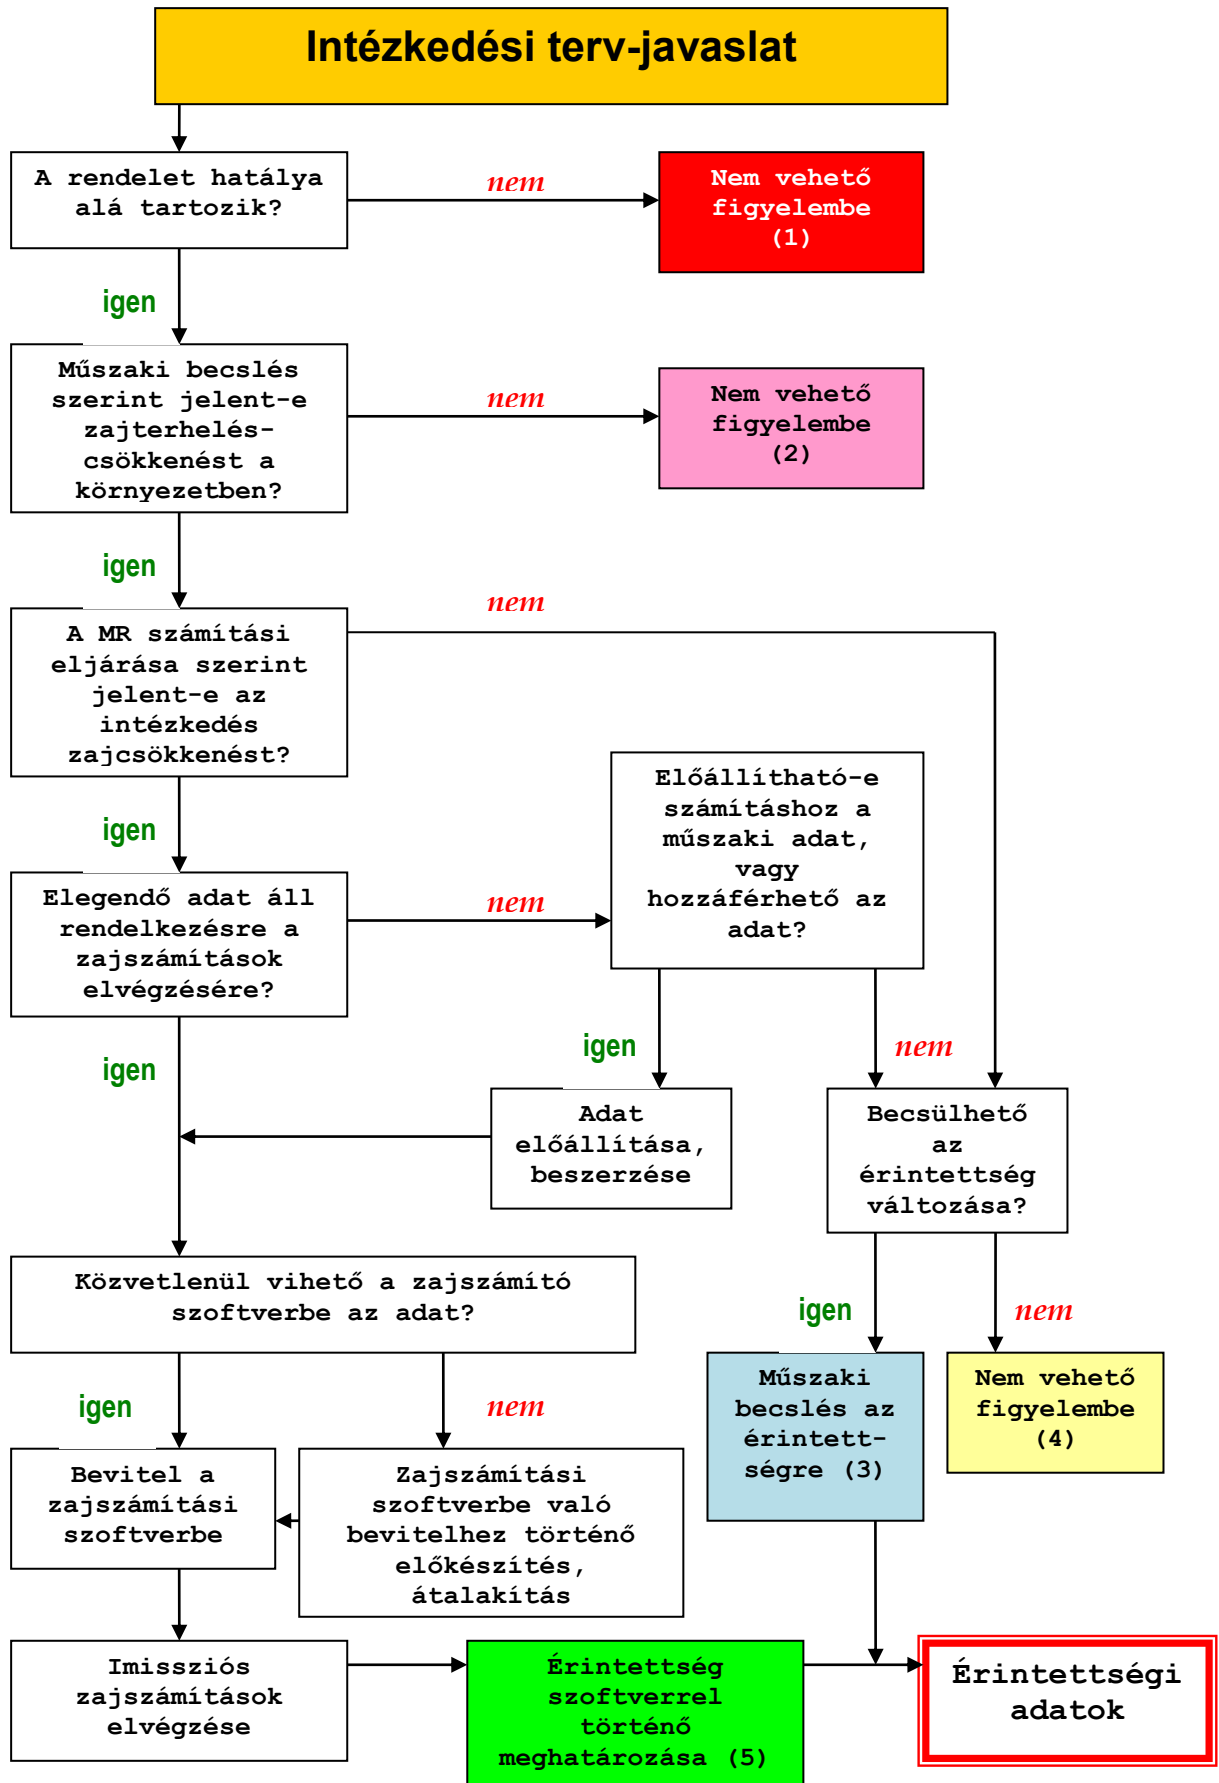 Intézkedési terv-javaslat
A rendelet hatálya
alá tartozik?
nem
Nem vehető
figyelembe
(1)
igen
Műszaki becslés
szerint jelent-e
zajterhelés-
csökkenést a
környezetben?
nem
Nem vehető
figyelembe
(2)
igen
A MR számítási
eljárása szerint
jelent-e az
intézkedés
zajcsökkenést?
nem
igen
Előállítható-e
számításhoz a
műszaki adat,
vagy
hozzáférhető az
adat?
Elegendő adat áll
rendelkezésre a
zajszámítások
elvégzésére?
nem
igen
igen
nem
Adat
előállítása,
beszerzése
Becsülhető
az
érintettség
változása?
Közvetlenül vihető a zajszámító
szoftverbe az adat?
igen
nem
igen
nem
Műszaki
becslés az
érintett-
ségre (3)
Nem vehető
figyelembe
(4)
Bevitel a
zajszámítási
szoftverbe
Zajszámítási
szoftverbe való
bevitelhez történő
előkészítés,
átalakítás
Imissziós
zajszámítások
elvégzése
Érintettség
szoftverrel
történő
meghatározása (5)
Érintettségi
adatok